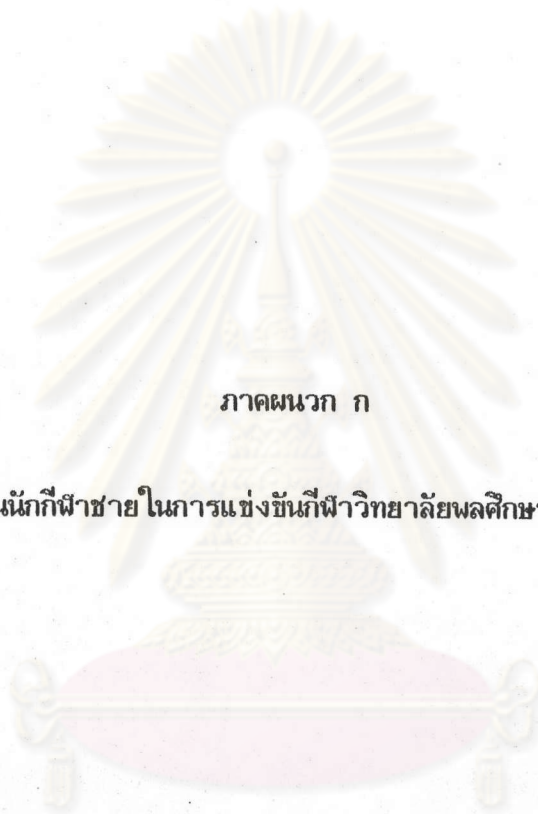 ภาคผนวก ก
นักกีฬาชายในการแข่งขันกีฬาวิทยาลัยพลศึกษ